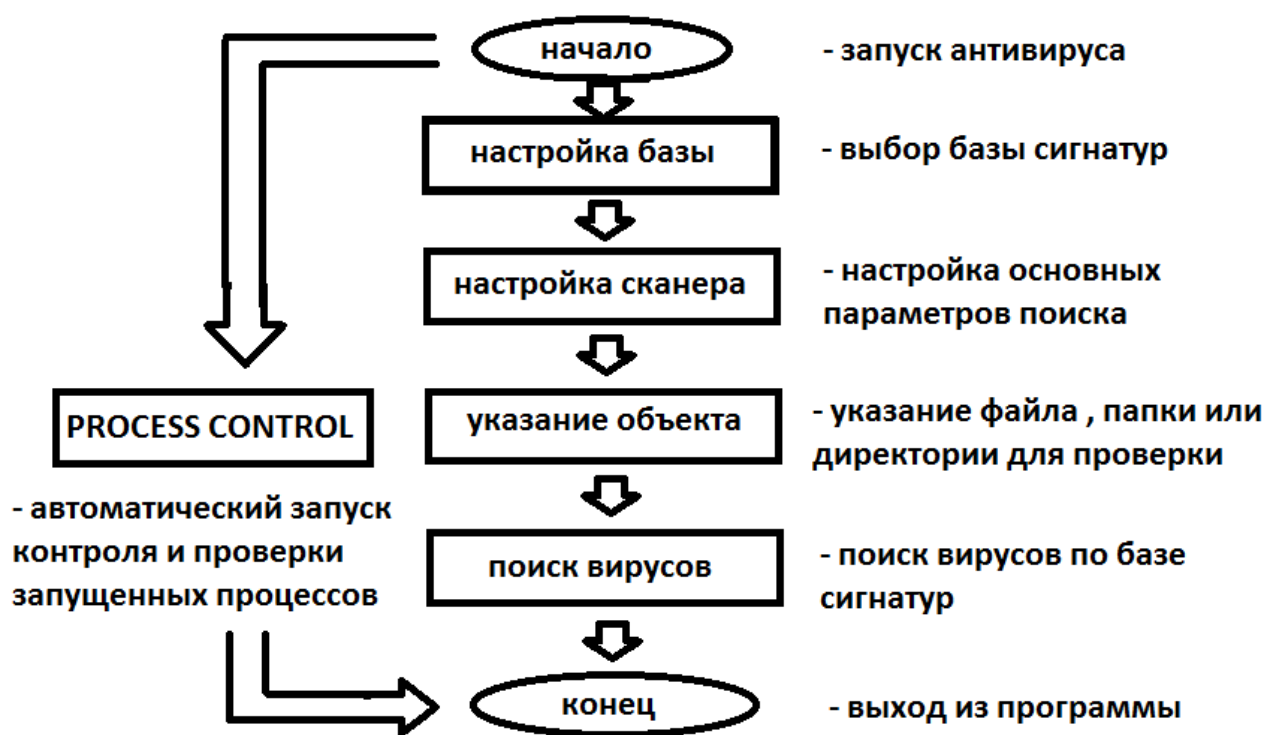 начало
- запуск антивируса
настройка базы
- выбор базы сигнатур
настройка сканера
- настройка основных
параметров поиска
PROCESS CONTROL
- автоматический запуск
контроля и проверки
запущенных процессов
указание объекта
- указание файла , папки или
директории для проверки
поиск вирусов
- поиск вирусов по базе
сигнатур
конец
- выход из программы